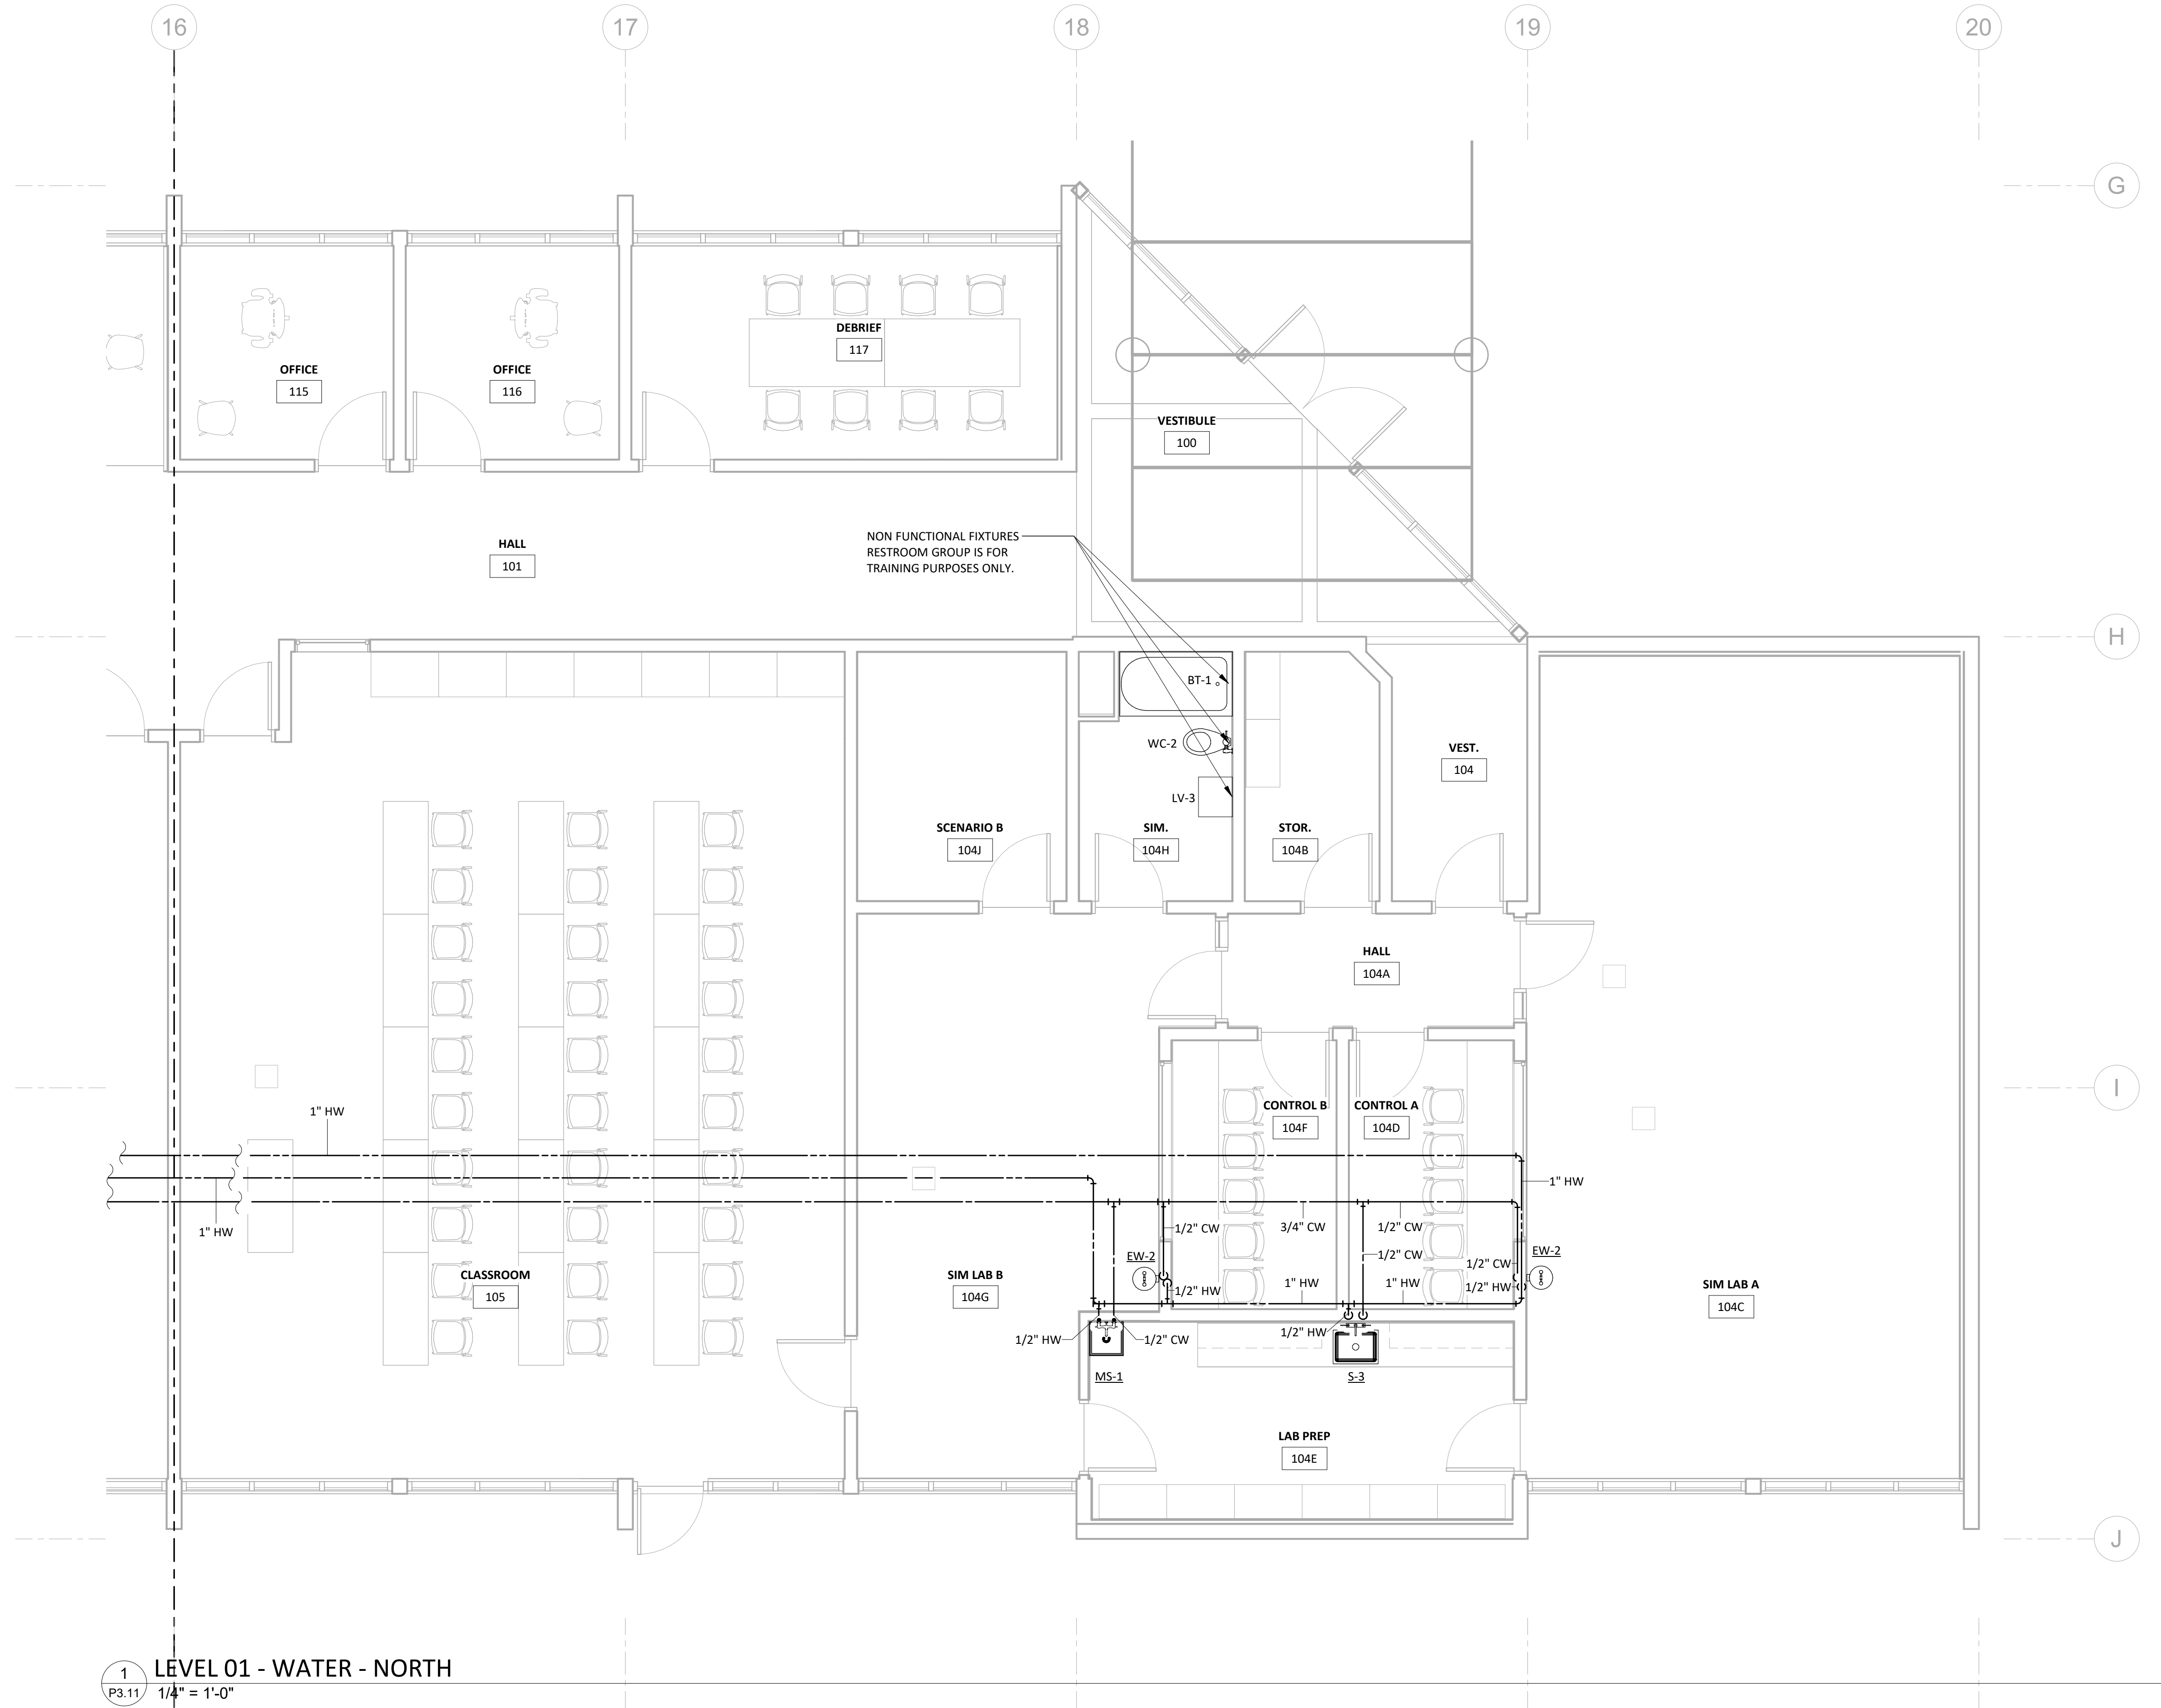 16
17
18
19
20
G
DEBRIEF
117
OFFICE
115
OFFICE
116
VESTIBULE
100
NON FUNCTIONAL FIXTURES
RESTROOM GROUP IS FOR
TRAINING PURPOSES ONLY.
HALL
101
H
BT-1
WC-2
VEST.
104
LV-3
SCENARIO B
104J
SIM.
104H
STOR.
104B
HALL
104A
I
CONTROL B
104F
CONTROL A
104D
1" HW
1" HW
1" HW
1/2" CW
3/4" CW
1/2" CW
1/2" CW
EW-2
EW-2
1/2" CW
CLASSROOM
105
SIM LAB B
104G
1/2" HW
1" HW
1" HW
1/2" HW
SIM LAB A
104C
1/2" HW
1/2" CW
1/2" HW
MS-1
S-3
LAB PREP
104E
J
1
P3.11
LEVEL 01 - WATER - NORTH
1/4" = 1'-0"